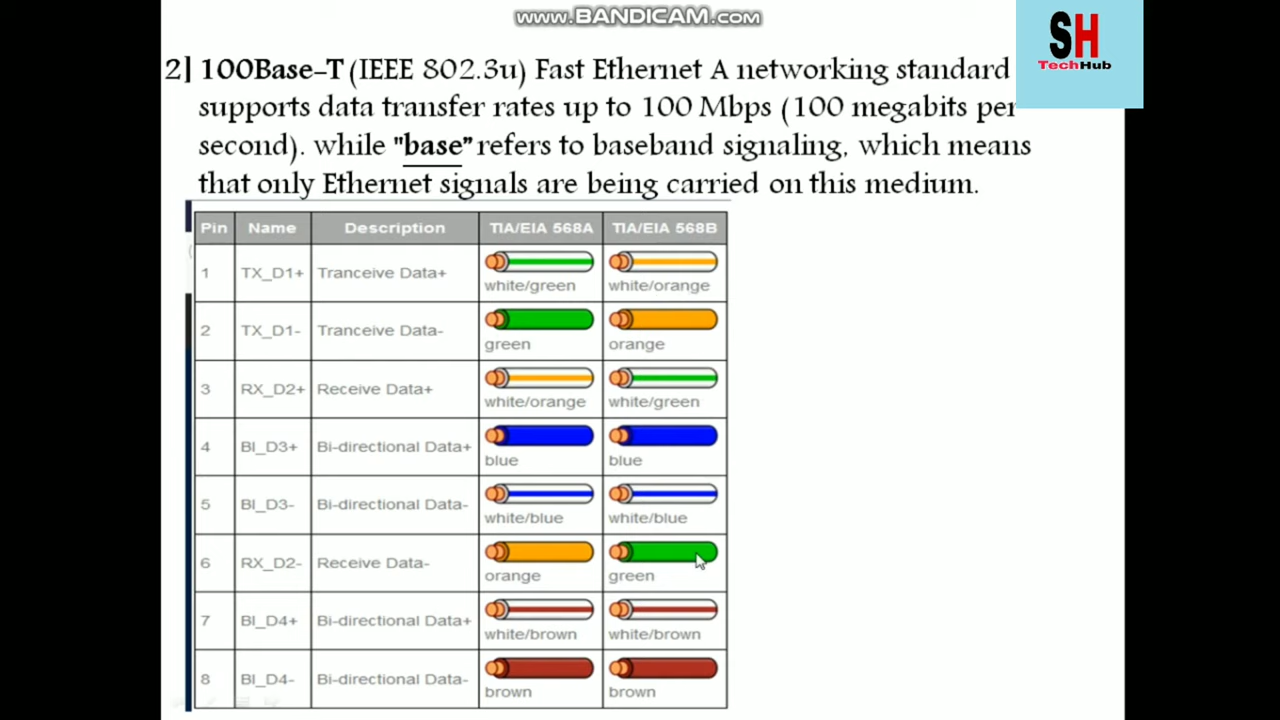 www.BANDICAM.com
SH
TechHub
2] 100Base-T (IEEE 802.3u) Fast Ethernet A networking standard
supports data transfer rates up to 100 Mbps (100 megabits per
second). while "base" refers to baseband signaling, which means
that only Ethernet signals are being carried on this medium.
Pin Name Description TIA/EIA 568A TIA/EIA 568B
1 TX_D1+ Tranceive Data+ white/green white/orange
2 TX_D1- Tranceive Data- green orange
3 RX_D2+ Receive Data+ white/orange white/green
4 BI_D3+ Bi-directional Data+ blue blue
5 BI_D3- Bi-directional Data- white/blue white/blue
6 RX_D2- Receive Data- orange green
7 BI_D4+ Bi-directional Data+ white/brown white/brown
8 BI_D4- Bi-directional Data- brown brown